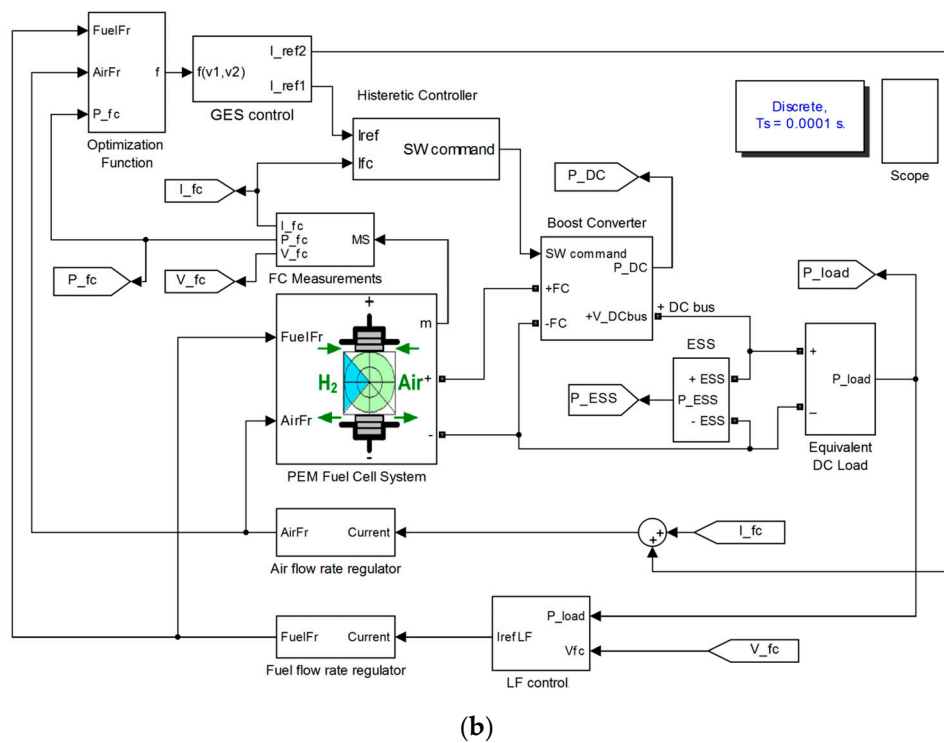 FuelFr
AirFr
P_fc
f
Optimization
Function
f(v1,v2)
I_ref2
I_ref1
GES control
Histeretic Controller
Iref
Ifc
SW command
Discrete,
Ts = 0.0001 s.
Scope
I_fc
P_fc
V_fc
I_fc
P_fc
V_fc
MS
FC Measurements
P_DC
Boost Converter
SW command
P_DC
+FC
-FC
+V_DCbus
+ DC bus
P_load
ESS
+ ESS
P_ESS
- ESS
P_ESS
+
P_load
–
Equivalent
DC Load
FuelFr
AirFr
m
+
-
+
H2
Air
-
PEM Fuel Cell System
AirFr
Current
Air flow rate regulator
+
+
I_fc
FuelFr
Current
Fuel flow rate regulator
Iref LF
P_load
Vfc
LF control
V_fc
(b)